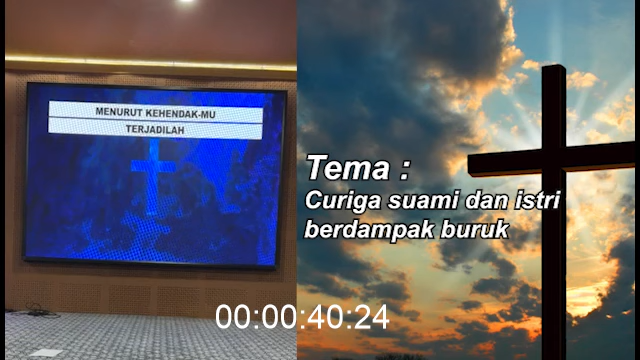 MENURUT KEHENDAK-MU
TERJADILAH
Tema :
Curiga suami dan istri
berdampak buruk
00:00:40:24